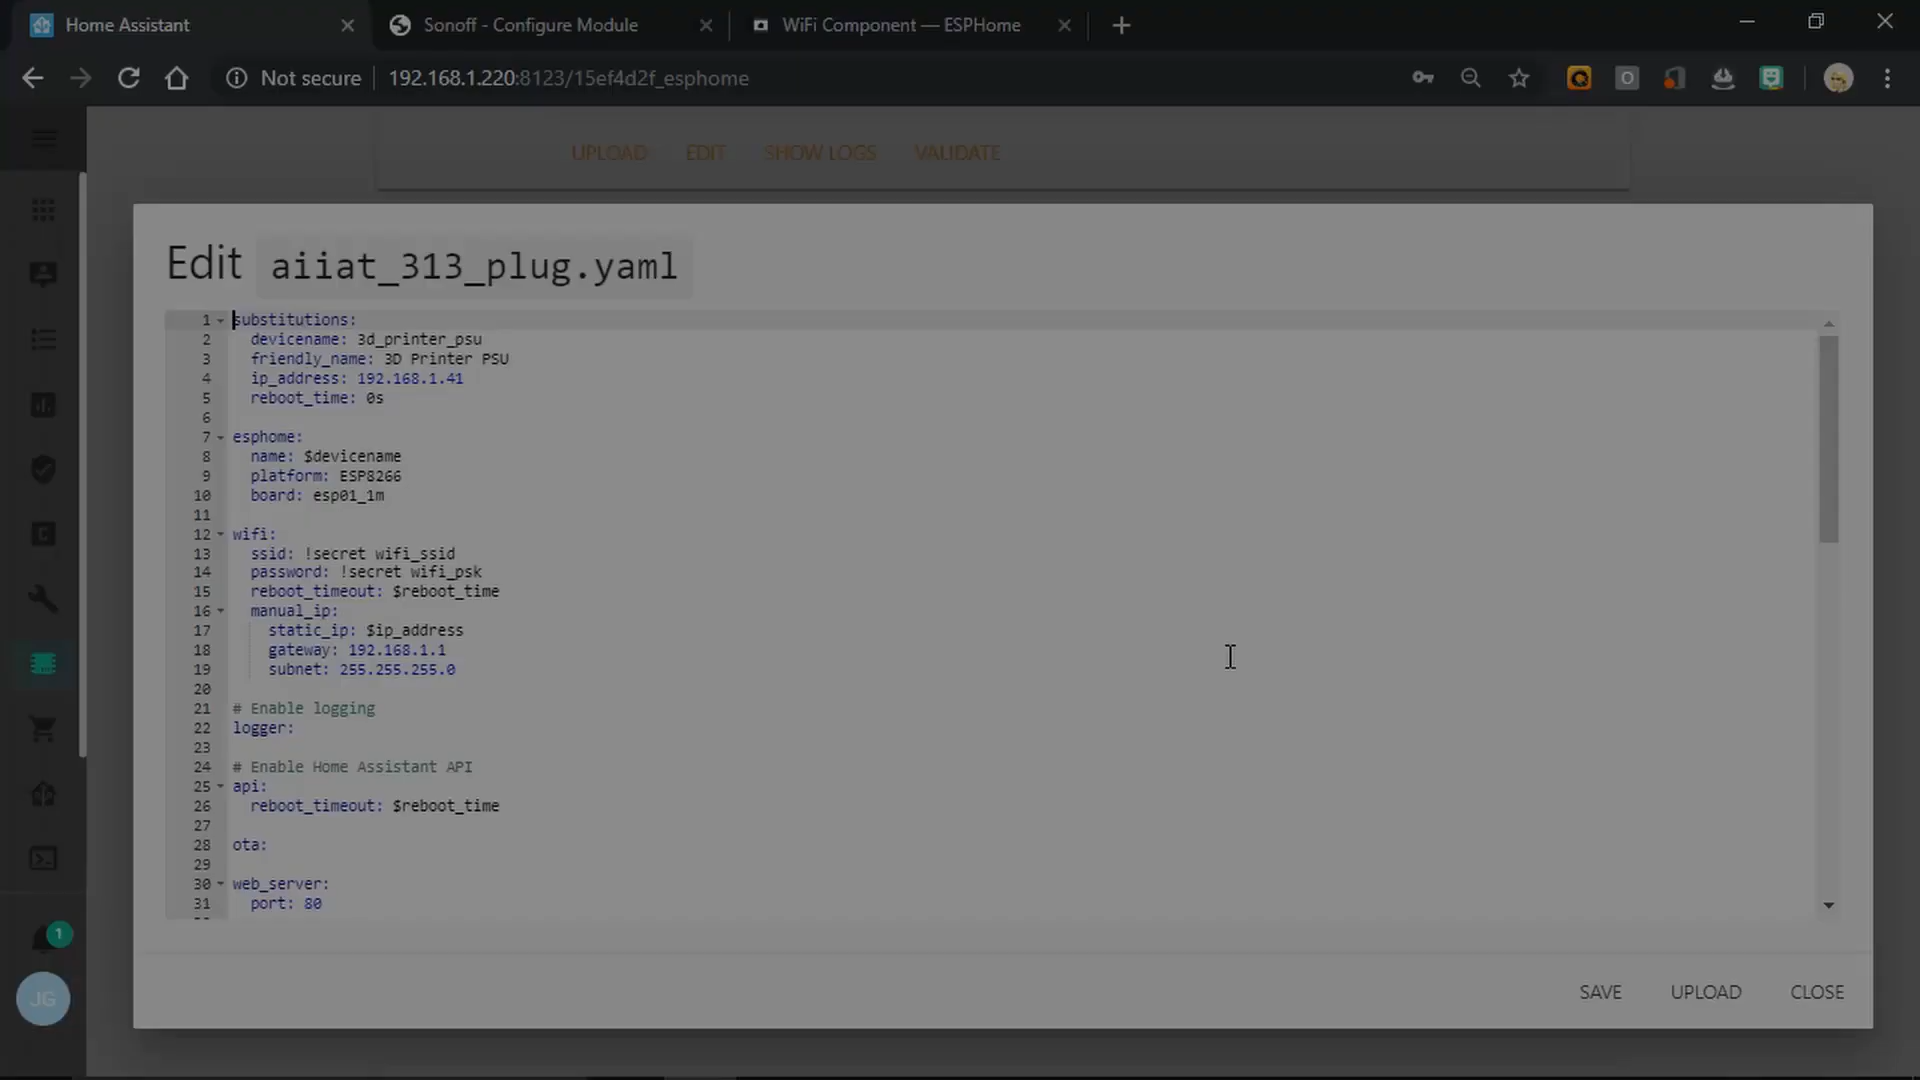 Home Assistant
Sonoff - Configure Module
WiFi Component — ESPHome
Not secure
192.168.1.220:8123/15ef4d2f_esphome
UPLOAD EDIT SHOW LOGS VALIDATE
Edit aiiat_313_plug.yaml
1 substitutions:
2 devicename: 3d_printer_psu
3 friendly_name: 3D Printer PSU
4 ip_address: 192.168.1.41
5 reboot_time: 0s
6
7 esphome:
8 name: $devicename
9 platform: ESP8266
10 board: esp01_1m
11
12 wifi:
13 ssid: !secret wifi_ssid
14 password: !secret wifi_psk
15 reboot_timeout: $reboot_time
16 manual_ip:
17 static_ip: $ip_address
18 gateway: 192.168.1.1
19 subnet: 255.255.255.0
20
21 # Enable logging
22 logger:
23
24 # Enable Home Assistant API
25 api:
26 reboot_timeout: $reboot_time
27
28 ota:
29
30 web_server:
31 port: 80
1
JG
SAVE UPLOAD CLOSE